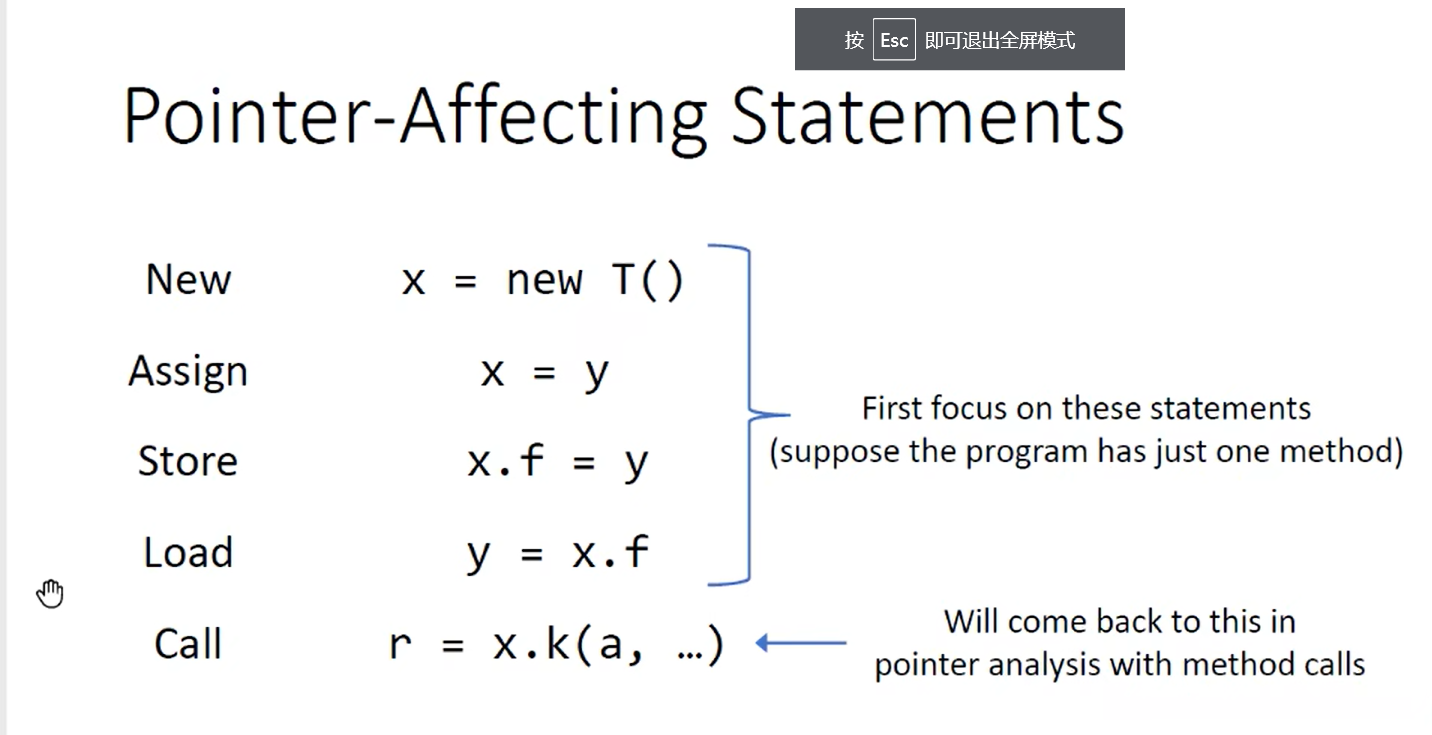 按 Esc 即可退出全屏模式
Pointer-Affecting Statements
New x = new T()
Assign x = y
Store x.f = y
Load y = x.f
First focus on these statements
(suppose the program has just one method)
Call r = x.k(a, …)
Will come back to this in
pointer analysis with method calls